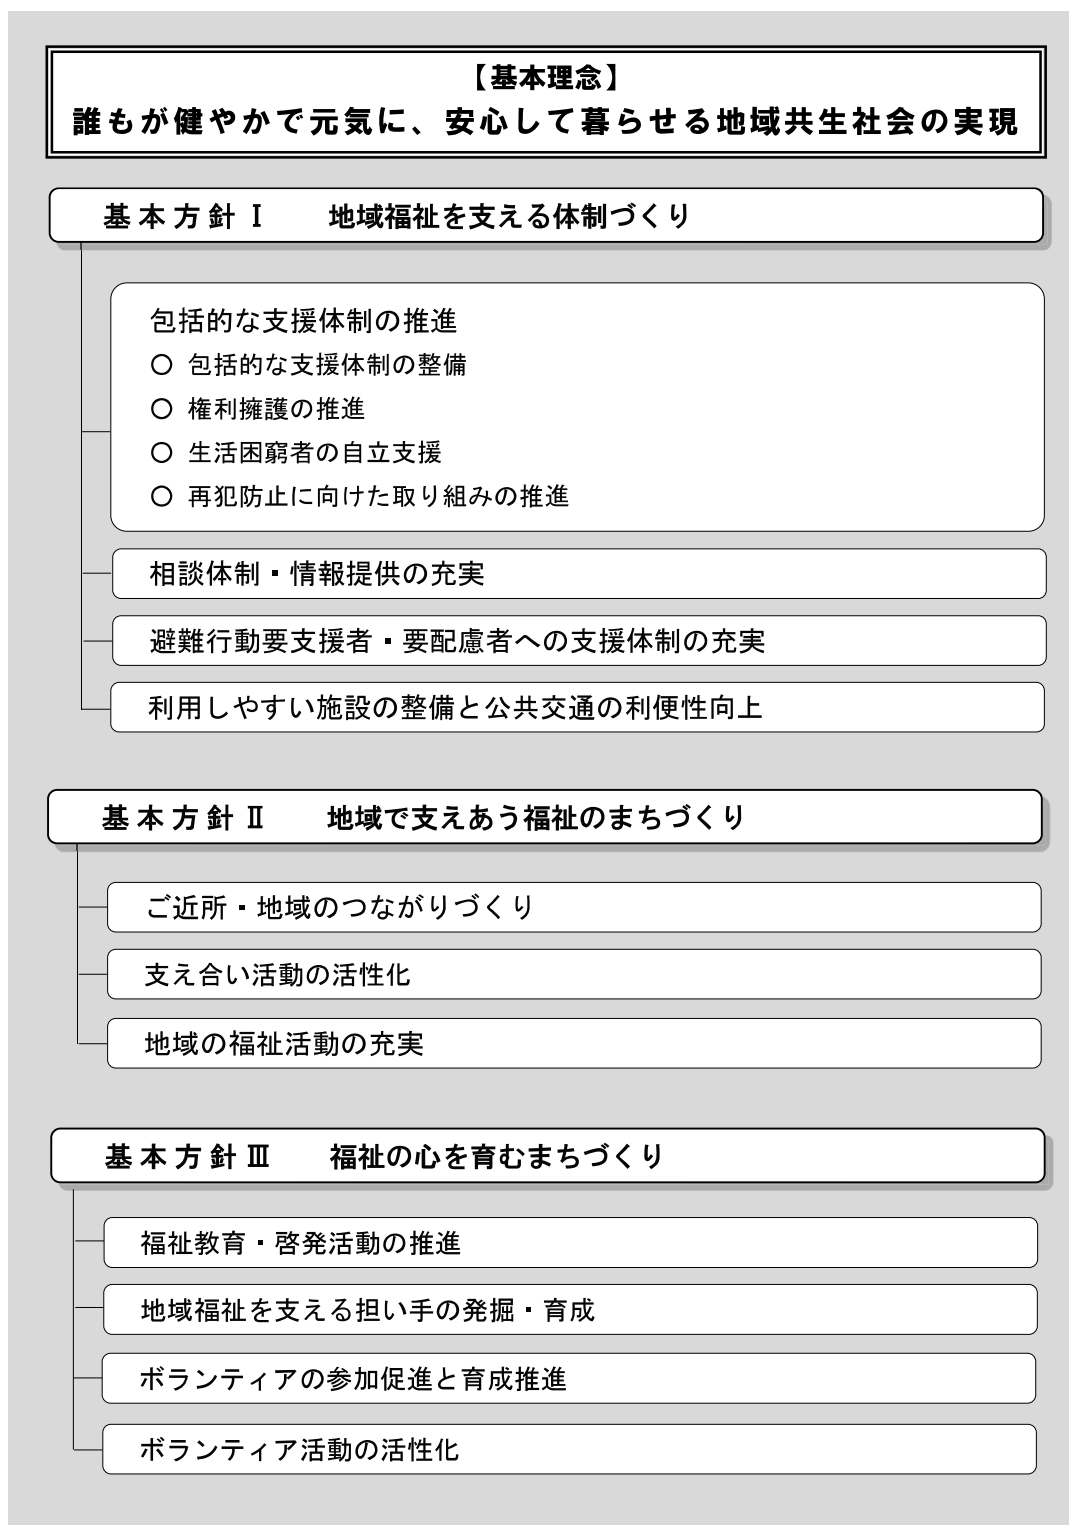 【基本理念】
誰もが健やかで元気に、安心して暮らせる地域共生社会の実現
基本方針Ⅰ　地域福祉を支える体制づくり
包括的な支援体制の推進
○ 包括的な支援体制の整備
○ 権利擁護の推進
○ 生活困窮者の自立支援
○ 再犯防止に向けた取り組みの推進
相談体制・情報提供の充実
避難行動要支援者・要配慮者への支援体制の充実
利用しやすい施設の整備と公共交通の利便性向上
基本方針Ⅱ　地域で支えあう福祉のまちづくり
ご近所・地域のつながりづくり
支え合い活動の活性化
地域の福祉活動の充実
基本方針Ⅲ　福祉の心を育むまちづくり
福祉教育・啓発活動の推進
地域福祉を支える担い手の発掘・育成
ボランティアの参加促進と育成推進
ボランティア活動の活性化